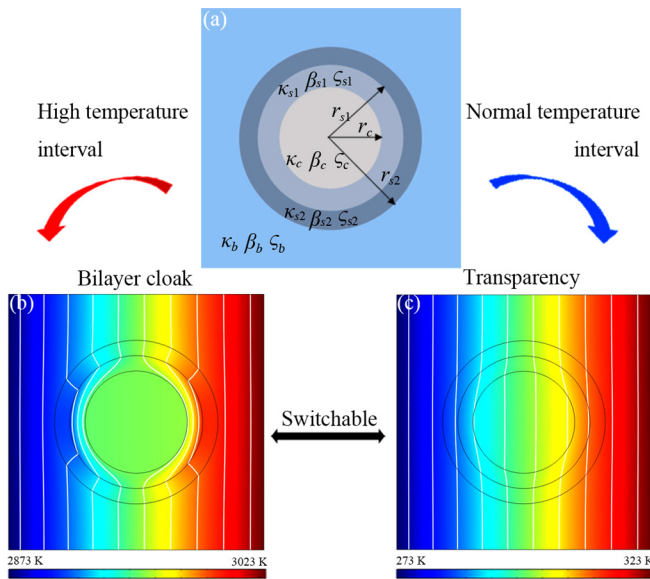 (a)
κs1 βs1 ςs1
rs1
rc
κc βc ςc
rs2
κs2 βs2 ςs2
κb βb ςb
High temperature
interval
Normal temperature
interval
Bilayer cloak
(b)
2873 K 3023 K
Switchable
Transparency
(c)
273 K 323 K